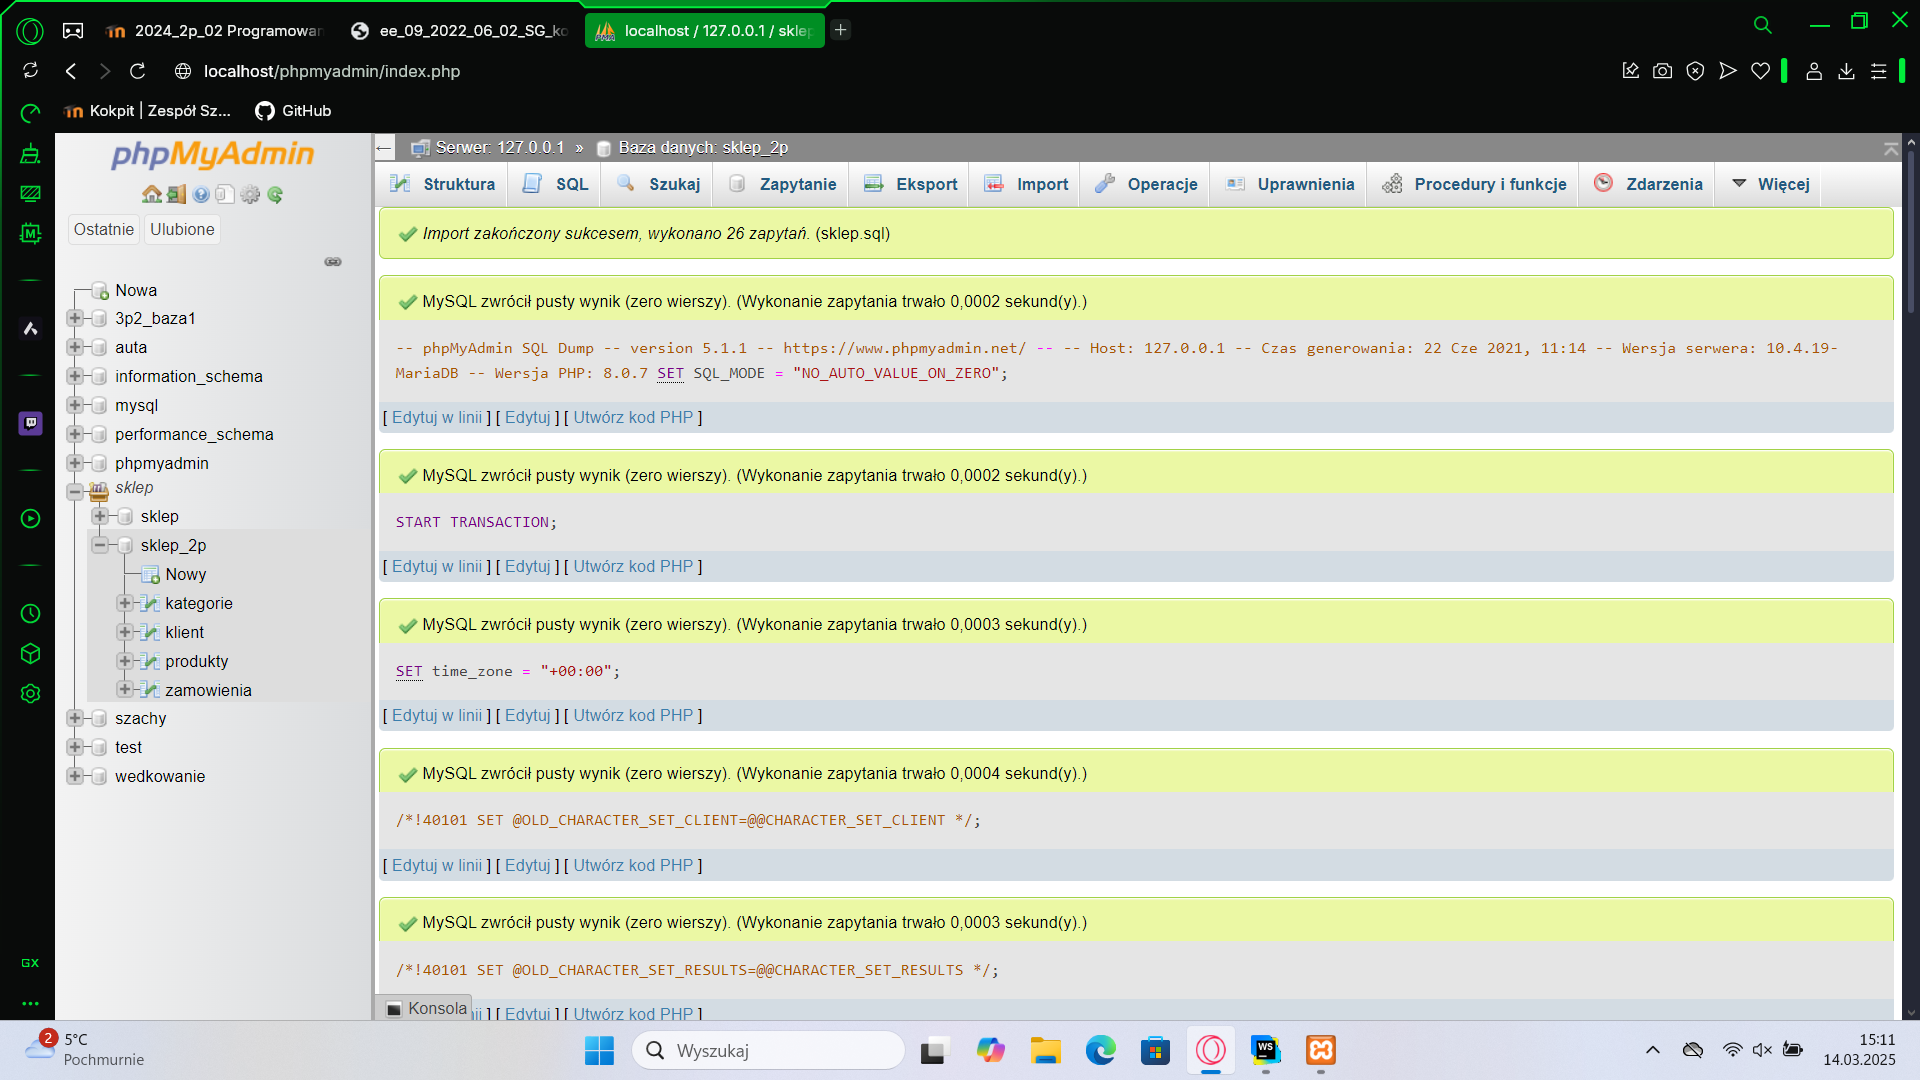 2024_2p_02 Programowan
ee_09_2022_06_02_SG_ko
localhost / 127.0.0.1 / sklep
localhost/phpmyadmin/index.php
Kokpit | Zespół Sz...
GitHub
phpMyAdmin
Ostatnie
Ulubione
Nowa
3p2_baza1
auta
information_schema
mysql
performance_schema
phpmyadmin
sklep
sklep
sklep_2p
Nowy
kategorie
klient
produkty
zamowienia
szachy
test
wedkowanie
Serwer: 127.0.0.1 » Baza danych: sklep_2p
Struktura SQL Szukaj Zapytanie Eksport Import Operacje Uprawnienia Procedury i funkcje Zdarzenia Więcej
Import zakończony sukcesem, wykonano 26 zapytań. (sklep.sql)
MySQL zwrócił pusty wynik (zero wierszy). (Wykonanie zapytania trwało 0,0002 sekund(y).)
-- phpMyAdmin SQL Dump -- version 5.1.1 -- https://www.phpmyadmin.net/ -- -- Host: 127.0.0.1 -- Czas generowania: 22 Cze 2021, 11:14 -- Wersja serwera: 10.4.19-
MariaDB -- Wersja PHP: 8.0.7 SET SQL_MODE = "NO_AUTO_VALUE_ON_ZERO";
[ Edytuj w linii ] [ Edytuj ] [ Utwórz kod PHP ]
MySQL zwrócił pusty wynik (zero wierszy). (Wykonanie zapytania trwało 0,0002 sekund(y).)
START TRANSACTION;
[ Edytuj w linii ] [ Edytuj ] [ Utwórz kod PHP ]
MySQL zwrócił pusty wynik (zero wierszy). (Wykonanie zapytania trwało 0,0003 sekund(y).)
SET time_zone = "+00:00";
[ Edytuj w linii ] [ Edytuj ] [ Utwórz kod PHP ]
MySQL zwrócił pusty wynik (zero wierszy). (Wykonanie zapytania trwało 0,0004 sekund(y).)
/*!40101 SET @OLD_CHARACTER_SET_CLIENT=@@CHARACTER_SET_CLIENT */;
[ Edytuj w linii ] [ Edytuj ] [ Utwórz kod PHP ]
MySQL zwrócił pusty wynik (zero wierszy). (Wykonanie zapytania trwało 0,0003 sekund(y).)
/*!40101 SET @OLD_CHARACTER_SET_RESULTS=@@CHARACTER_SET_RESULTS */;
Konsola
] [ Edytuj ] [ Utwórz kod PHP ]
GX
2
5°C
Pochmurnie
Wyszukaj
WS
15:11
14.03.2025